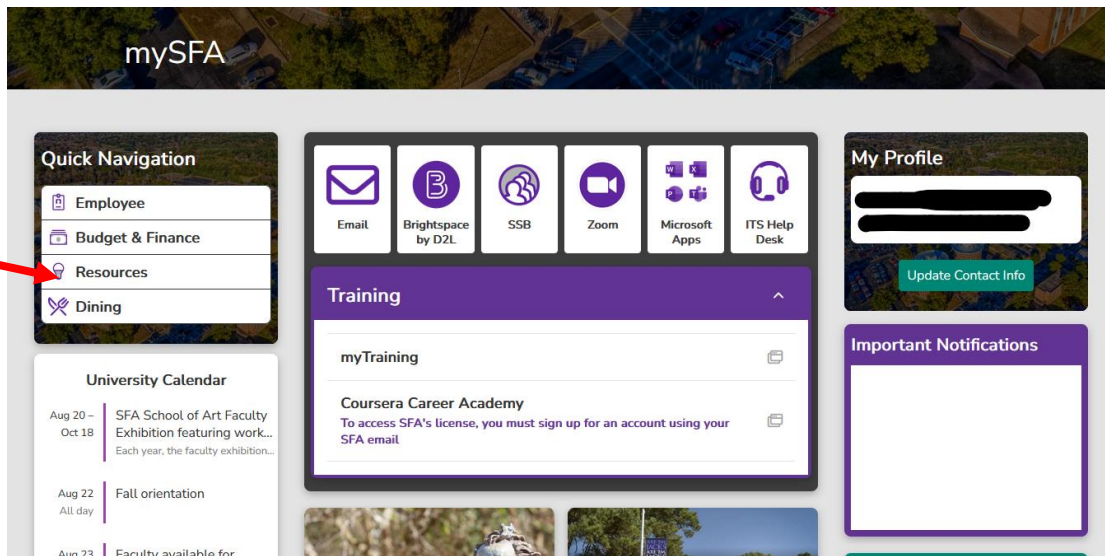 mySFA
Quick Navigation
Employee
Budget & Finance
Resources
Dining
University Calendar
Aug 20 –
Oct 18
SFA School of Art Faculty
Exhibition featuring work...
Each year, the faculty exhibition...
Aug 22
All day
Fall orientation
Aug 23
Faculty available for
Email
Brightspace
by D2L
SSB
Zoom
Microsoft
Apps
ITS Help
Desk
Training
myTraining
Coursera Career Academy
To access SFA's license, you must sign up for an account using your
SFA email
My Profile
Update Contact Info
Important Notifications